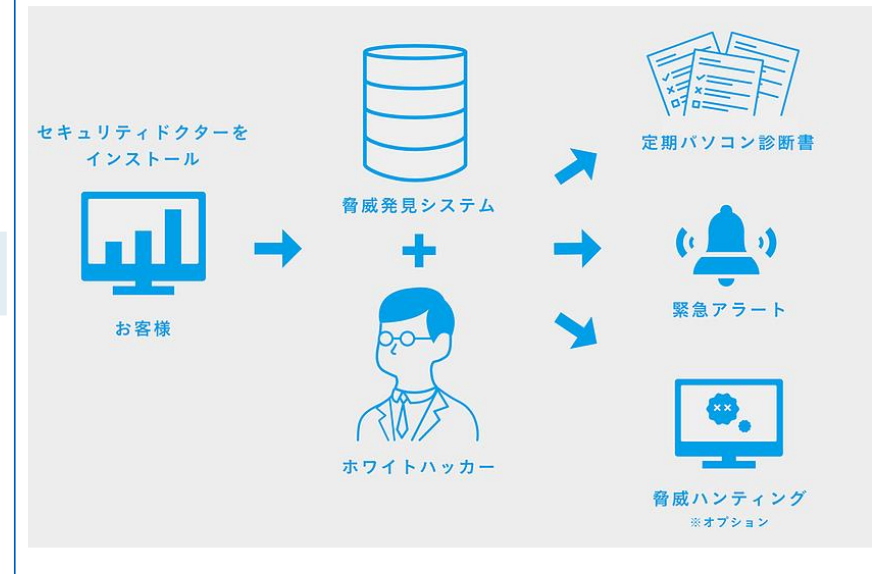 セキュリティドクターを
インストール
お客様
脅威発見システム
ホワイトハッカー
定期パソコン診断書
緊急アラート
脅威ハンティング
※オプション